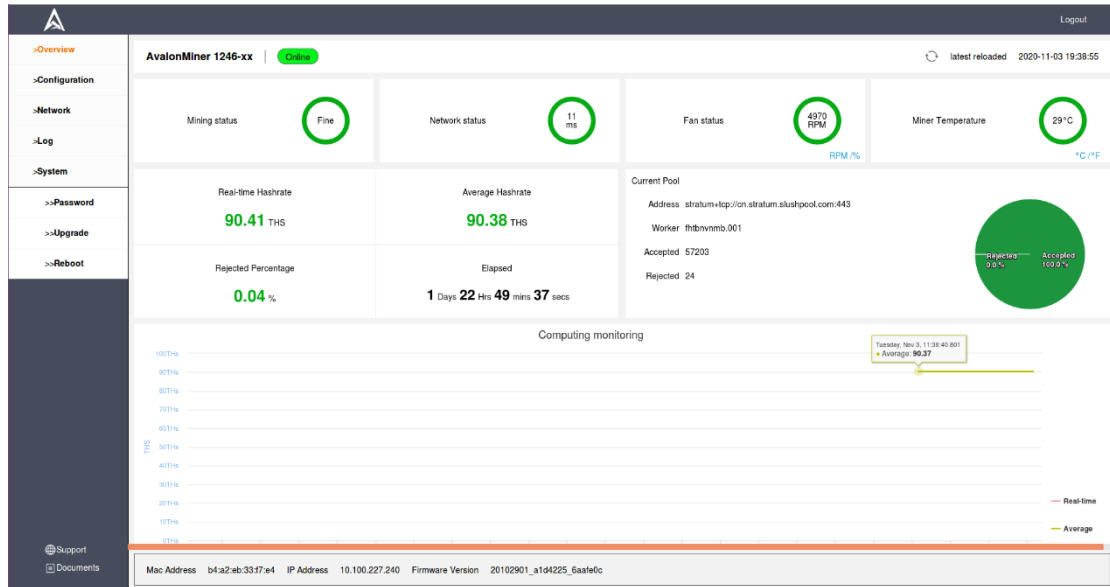 Logout
>Overview
>Configuration
>Network
>Log
>System
>>Password
>>Upgrade
>>Reboot
Support
Documents
AvalonMiner 1246-xx Online latest reloaded 2020-11-03 19:38:55
Mining status Fine
Network status 11 ms
Fan status 4970 RPM
RPM /%
Miner Temperature 29°C
°C /°F
Real-time Hashrate
90.41 THS
Average Hashrate
90.38 THS
Rejected Percentage
0.04 %
Elapsed
1 Days 22 Hrs 49 mins 37 secs
Current Pool
Address stratum+tcp://cn.stratum.slushpool.com:443
Worker fhtbnvnmb.001
Accepted 57203
Rejected 24
Rejected
0.0 %
Accepted
100.0 %
Computing monitoring
Tuesday, Nov 3, 11:38:40.801
Average: 90.37
100THs
90THs
80THs
70THs
60THs
50THs
40THs
30THs
20THs
10THs
0THs
THS
Real-time
Average
Mac Address b4:a2:eb:33:f7:e4 IP Address 10.100.227.240 Firmware Version 20102901_a1d4225_6aafe0c